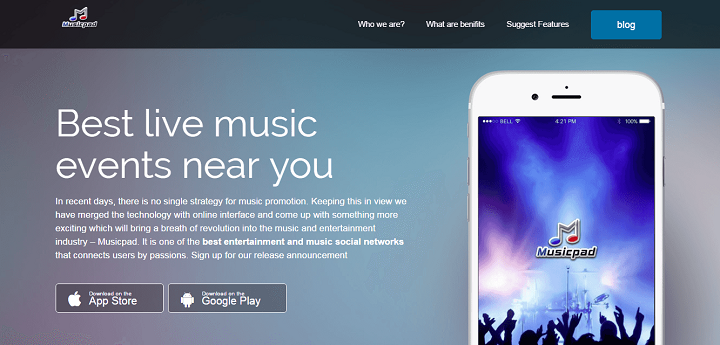 Musicpad
Who we are?
What are benifits
Suggest Features
blog
Best live music
events near you
In recent days, there is no single strategy for music promotion. Keeping this in view we
have merged the technology with online interface and come up with something more
exciting which will bring a breath of revolution into the music and entertainment
industry – Musicpad. It is one of the best entertainment and music social networks
that connects users by passions. Sign up for our release announcement
Download on the
App Store
Download on the
Google Play
BELL
4:21 PM
100%
Musicpad